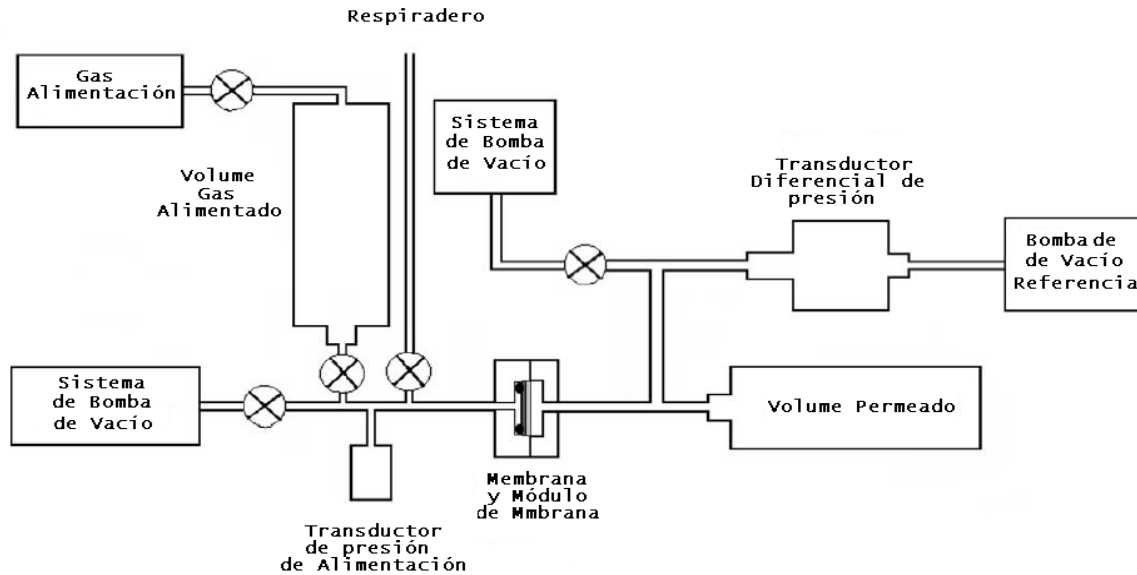 Respiradero
Gas
Alimentación
Sistema
de Bomba
de Vacío
Volume
Gas
Alimentado
Transductor
Diferencial de
presión
Bomba de
de Vacío
Referencia
Sistema
de Bomba
de Vacío
Volume Permeado
Membrana
y Módulo
de Mmbrana
Transductor
de presión
de Alimentación